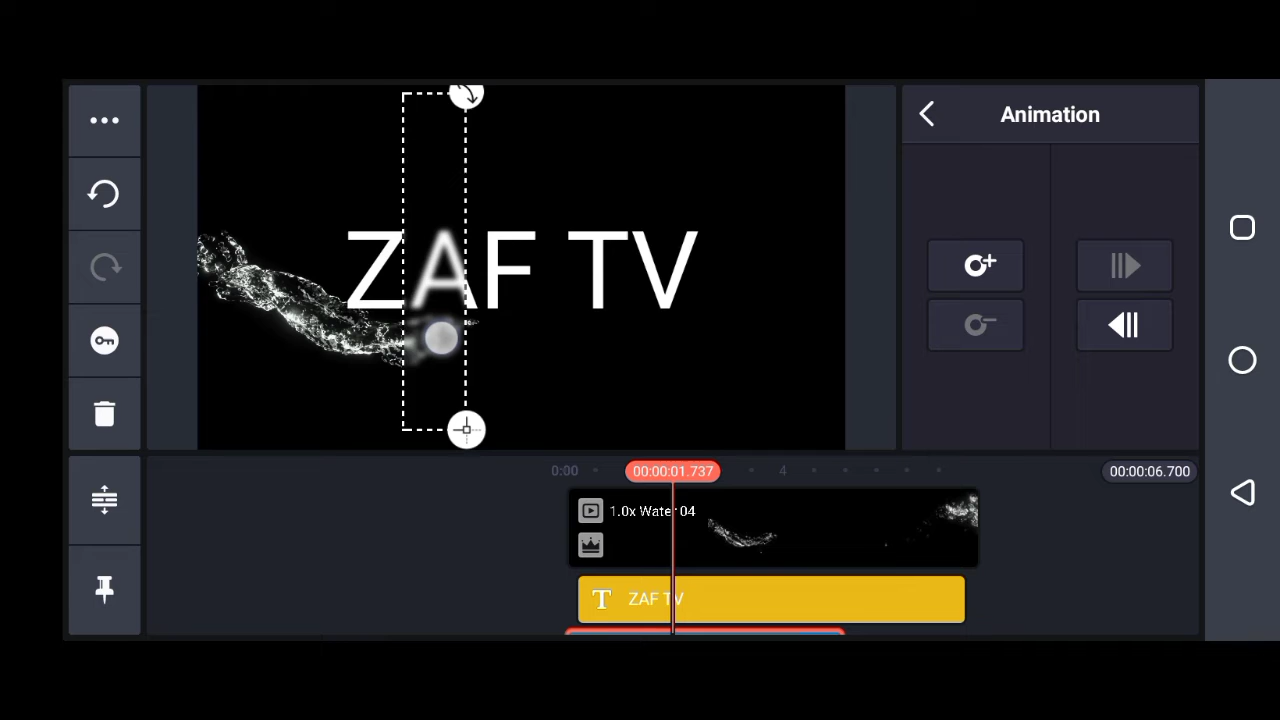 Animation
ZAF TV
0:00
00:00:01.737
4
00:00:06.700
1.0x Water 04
T ZAF TV